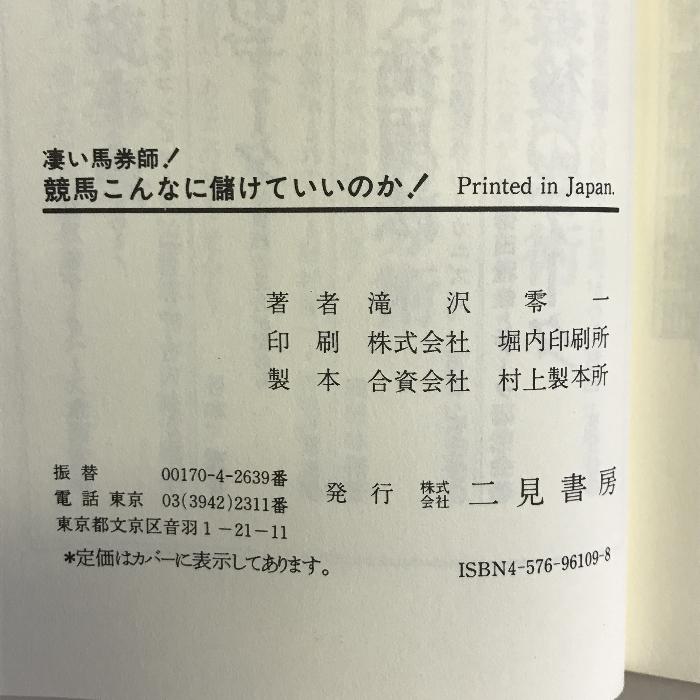 凄い馬券師！
競馬こんなに儲けていいのか！ Printed in Japan.
著者 滝沢零一
印刷 株式会社 堀内印刷所
製本 合資会社 村上製本所
振替 00170-4-2639番
電話 東京 03(3942)2311番
東京都文京区音羽1-21-11
発行 株式会社 二見書房
*定価はカバーに表示してあります。
ISBN4-576-96109-8